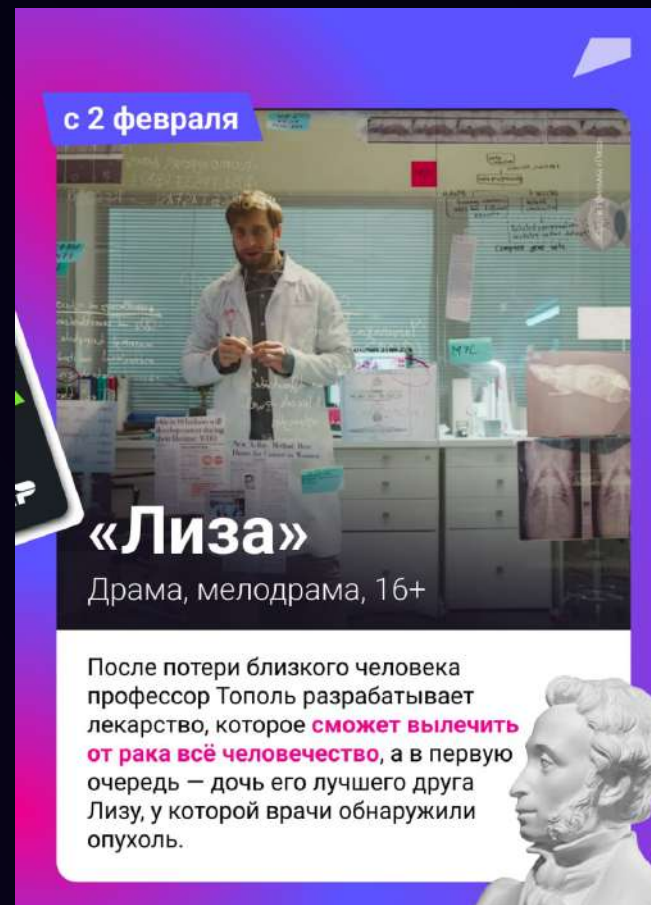 с 2 февраля
M7C
«Лиза»
Драма, мелодрама, 16+
После потери близкого человека
профессор Тополь разрабатывает
лекарство, которое сможет вылечить
от рака всё человечество, а в первую
очередь — дочь его лучшего друга
Лизу, у которой врачи обнаружили
опухоль.